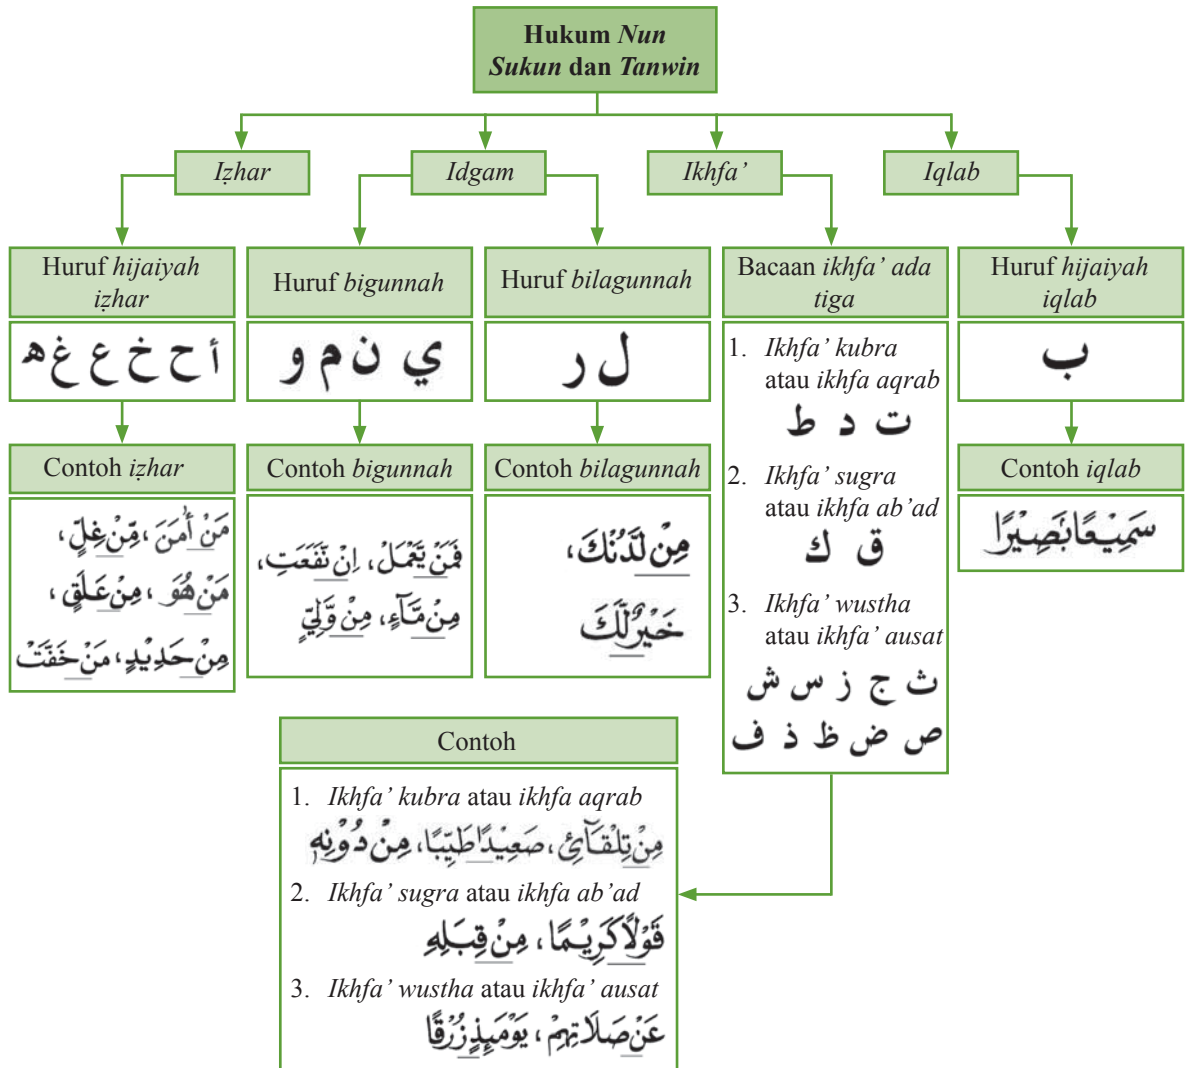 Hukum Nun
Sukun dan Tanwin
Iẓhar
Idgam
Ikhfa’
Iqlab
Huruf hijaiyah
iẓhar
أ ح خ ع غ ه
Contoh iẓhar
مَنْ أٰمَنَ، مِّنْ غِلٍّ،
مَنْ هُوَ، مِنْ عَلَقٍ،
مِنْ حَدِيْدٍ، مَنْ خَفَّتْ
Huruf bigunnah
ي ن م و
Contoh bigunnah
فَمَنْ يَّعْمَلْ، اِنْ نَّفَعَتِ،
مِنْ مَّآءٍ، مِنْ وَّلِيٍّ
Huruf bilagunnah
ل ر
Contoh bilagunnah
مِنْ لَّدُنْكَ،
خَيْرٌ لَّكَ
Bacaan ikhfa’ ada
tiga
1. Ikhfa’ kubra
atau ikhfa aqrab
ت د ط
2. Ikhfa’ sugra
atau ikhfa ab’ad
ق ك
3. Ikhfa’ wustha
atau ikhfa’ ausat
ث ج ز س ش
ص ض ظ ذ ف
Huruf hijaiyah
iqlab
ب
Contoh iqlab
سَمِيْعًا بَصِيْرًا
Contoh
1. Ikhfa’ kubra atau ikhfa aqrab
مِنْ تِلْقَآئِ، صَعِيْدًا طَيِّبًا، مِنْ دُوْنِهٖ
2. Ikhfa’ sugra atau ikhfa ab’ad
قَوْلًا كَرِيْمًا، مِنْ قِبَلِهِ
3. Ikhfa’ wustha atau ikhfa’ ausat
عَنْ صَلَاتِهِمْ، يَوْمَئِذٍ زُرْقًا